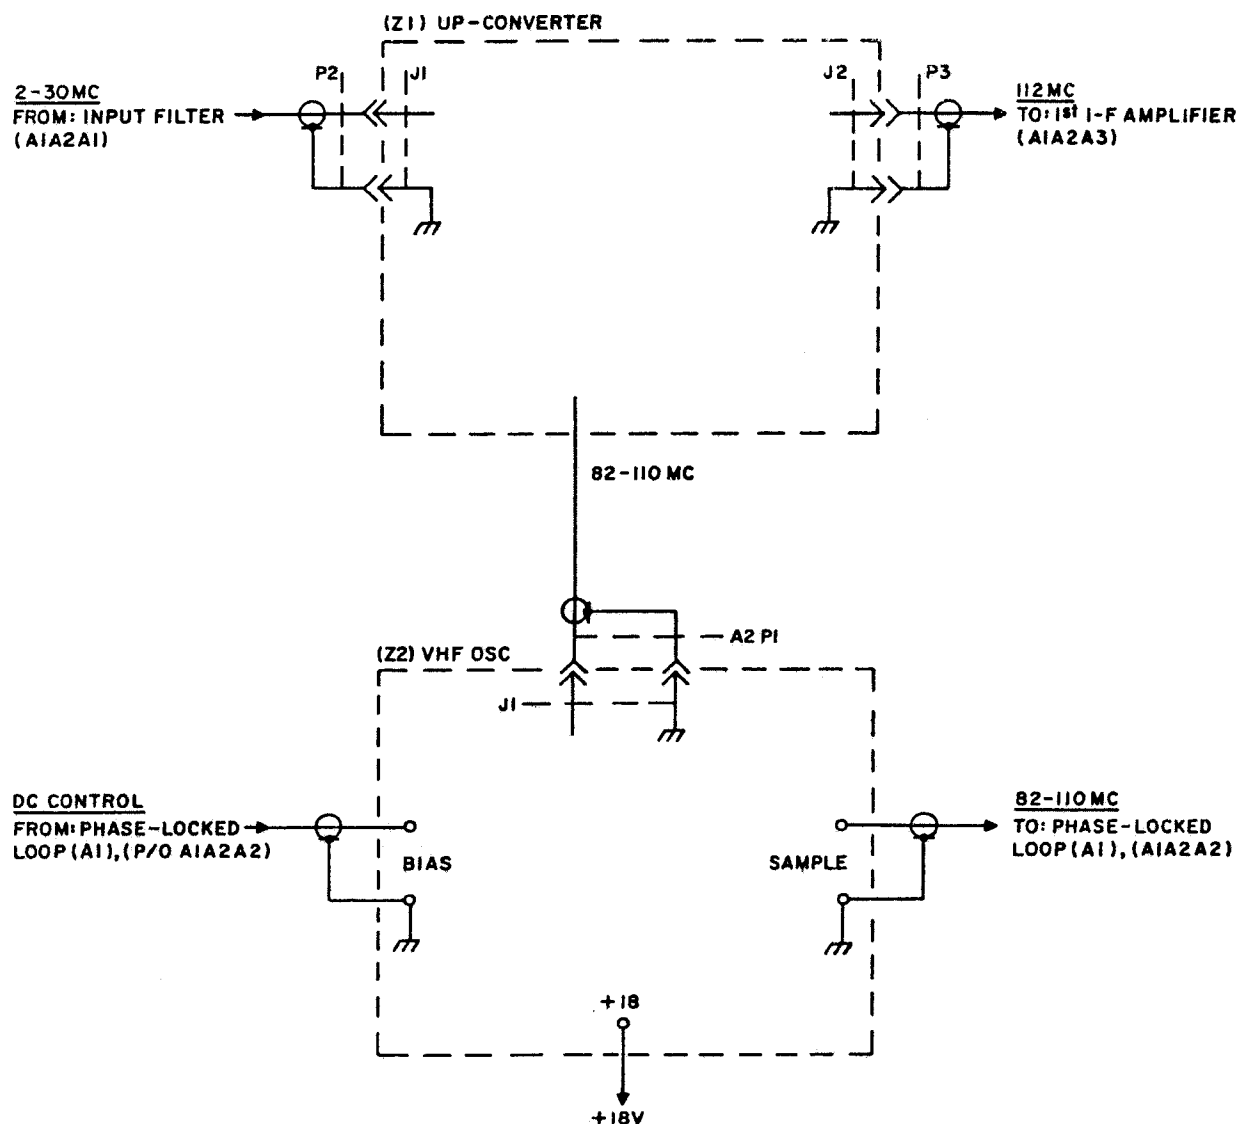 (Z1) UP-CONVERTER
P2
J1
J2
P3
2-30MC
FROM: INPUT FILTER
(A1A2A1)
112MC
TO: 1st I-F AMPLIFIER
(A1A2A3)
82-110 MC
A2 P1
(Z2) VHF OSC
J1
DC CONTROL
FROM: PHASE-LOCKED
LOOP (A1), (P/O A1A2A2)
BIAS
SAMPLE
82-110MC
TO: PHASE-LOCKED
LOOP (A1), (A1A2A2)
+18
+18V